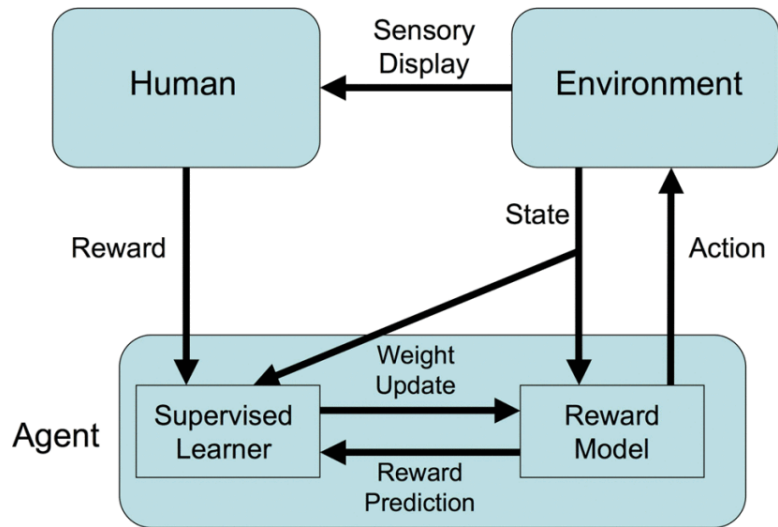 Human
Sensory
Display
Environment
Reward
State
Action
Agent
Weight
Update
Supervised
Learner
Reward
Model
Reward
Prediction